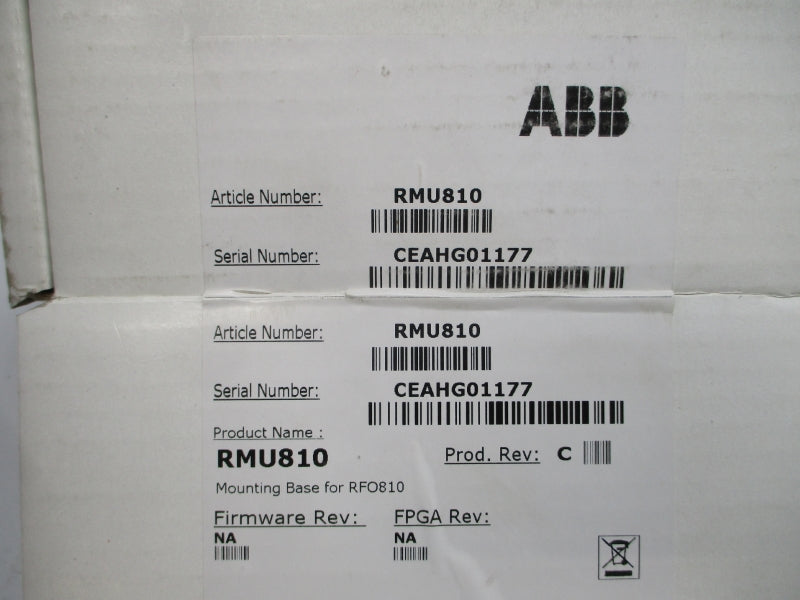 ABB
Article Number: RMU810
Serial Number: CEAHG01177
Article Number: RMU810
Serial Number: CEAHG01177
Product Name :
RMU810 Prod. Rev: C
Mounting Base for RFO810
Firmware Rev: FPGA Rev:
NA NA